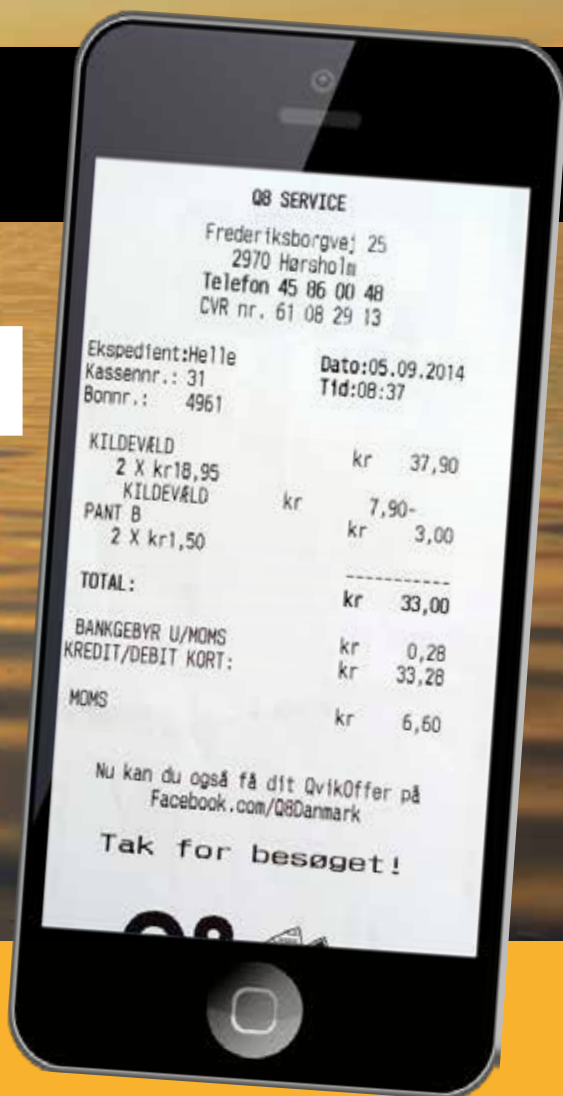 Q8 SERVICE
Frederiksborgvej 25
2970 Hørsholm
Telefon 45 86 00 48
CVR nr. 61 08 29 13
Ekspedient:Helle Dato:05.09.2014
Kassennr.: 31 Tid:08:37
Bonnr.: 4961
KILDEVÆLD kr 37,90
2 X kr18,95
KILDEVÆLD kr 7,90-
PANT B kr 3,00
2 X kr1,50
-----------
TOTAL: kr 33,00
BANKGEBYR U/MOMS kr 0,28
KREDIT/DEBIT KORT: kr 33,28
MOMS kr 6,60
Nu kan du også få dit QvikOffer på
Facebook.com/Q8Danmark
Tak for besøget!
Q8